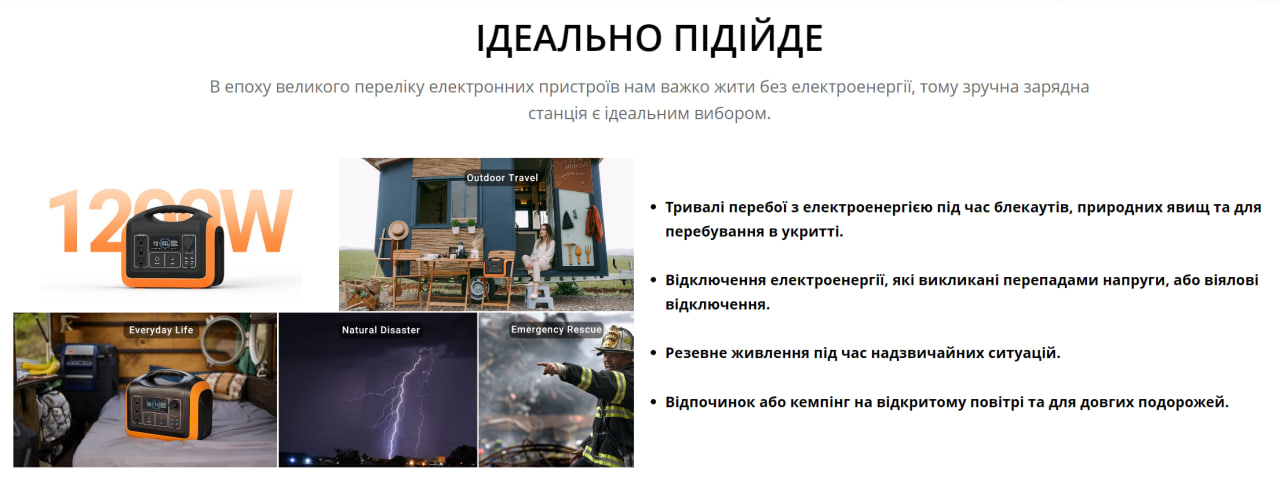 ІДЕАЛЬНО ПІДІЙДЕ
В епоху великого переліку електронних пристроїв нам важко жити без електроенергії, тому зручна зарядна
станція є ідеальним вибором.
1200W
Outdoor Travel
Everyday Life
Natural Disaster
Emergency Rescue
• Тривалі перебої з електроенергією під час блекаутів, природних явищ та для
перебування в укритті.
• Відключення електроенергії, які викликані перепадами напруги, або віялові
відключення.
• Резевне живлення під час надзвичайних ситуацій.
• Відпочинок або кемпінг на відкритому повітрі та для довгих подорожей.